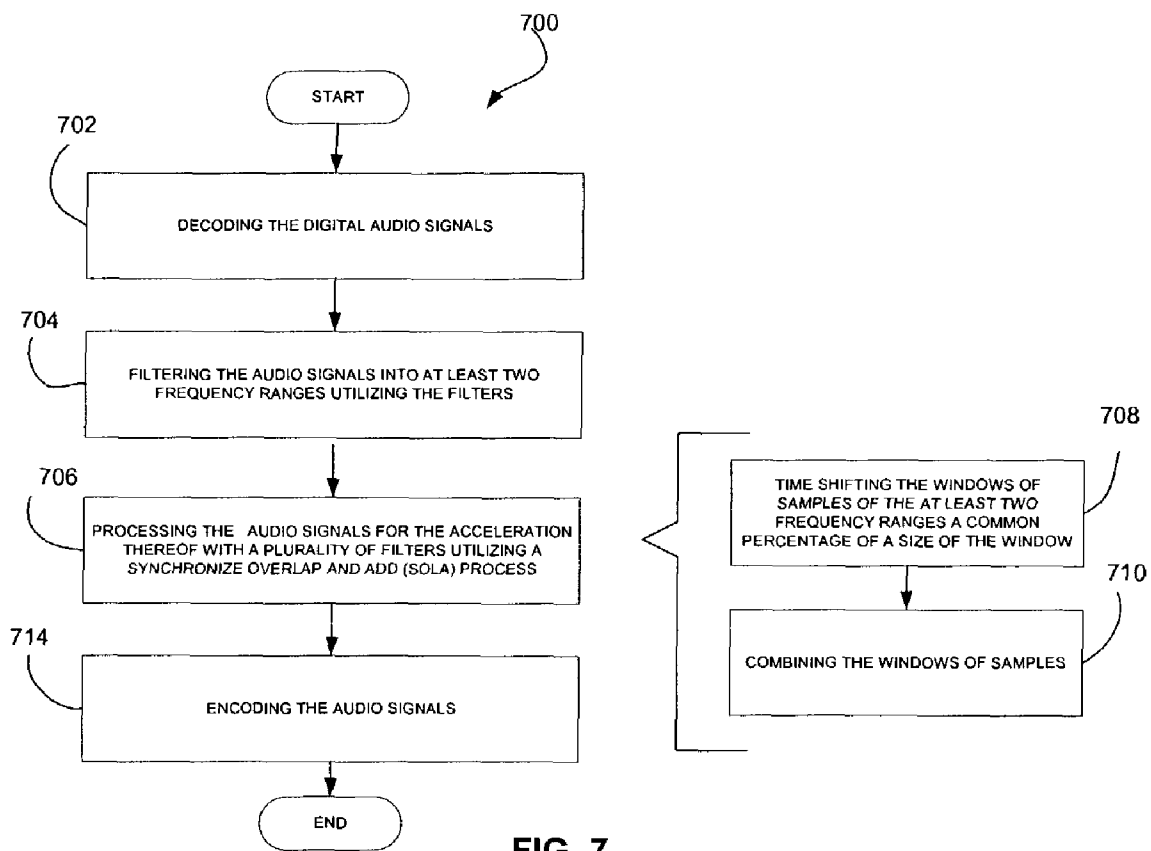 700
START
702
DECODING THE DIGITAL AUDIO SIGNALS
704
FILTERING THE AUDIO SIGNALS INTO AT LEAST TWO
FREQUENCY RANGES UTILIZING THE FILTERS
706
PROCESSING THE AUDIO SIGNALS FOR THE ACCELERATION
THEREOF WITH A PLURALITY OF FILTERS UTILIZING A
SYNCHRONIZE OVERLAP AND ADD (SOLA) PROCESS
708
TIME SHIFTING THE WINDOWS OF
SAMPLES OF THE AT LEAST TWO
FREQUENCY RANGES A COMMON
PERCENTAGE OF A SIZE OF THE WINDOW
710
COMBINING THE WINDOWS OF SAMPLES
714
ENCODING THE AUDIO SIGNALS
END
FIG. 7